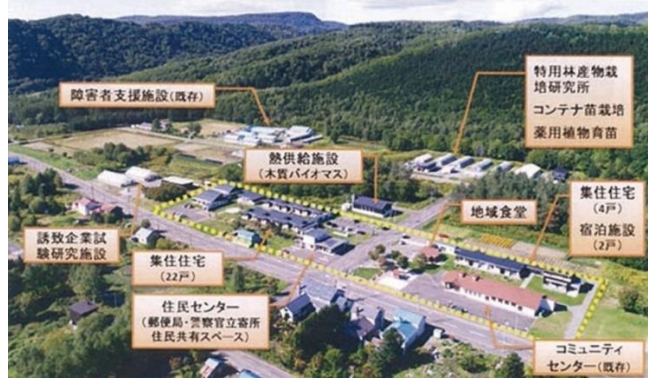 障害者支援施設(既存)
特用林産物栽
培研究所
コンテナ苗栽培
薬用植物育苗
熱供給施設
(木質バイオマス)
地域食堂
集住住宅
(4戸)
宿泊施設
(2戸)
誘致企業試
験研究施設
集住住宅
(22戸)
住民センター
(郵便局・警察官立寄所
住民共有スペース)
コミュニティ
センター(既存)